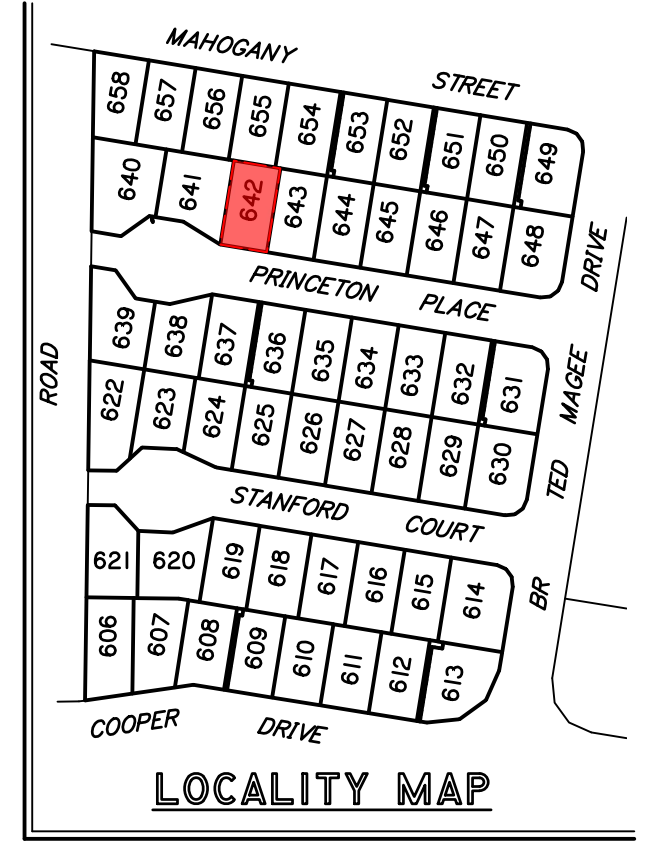 MAHOGANY STREET
658 657 656 655 654 653 652 651 650 649
640 641 642 643 644 645 646 647 648
DRIVE
PRINCETON PLACE
ROAD
639 638 637 636 635 634 633 632 631
MAGEE
622 623 624 625 626 627 628 629 630
TED
STANFORD COURT
621 620 619 618 617 616 615 614
BR
606 607 608 609 610 611 612 613
COOPER DRIVE
LOCALITY MAP